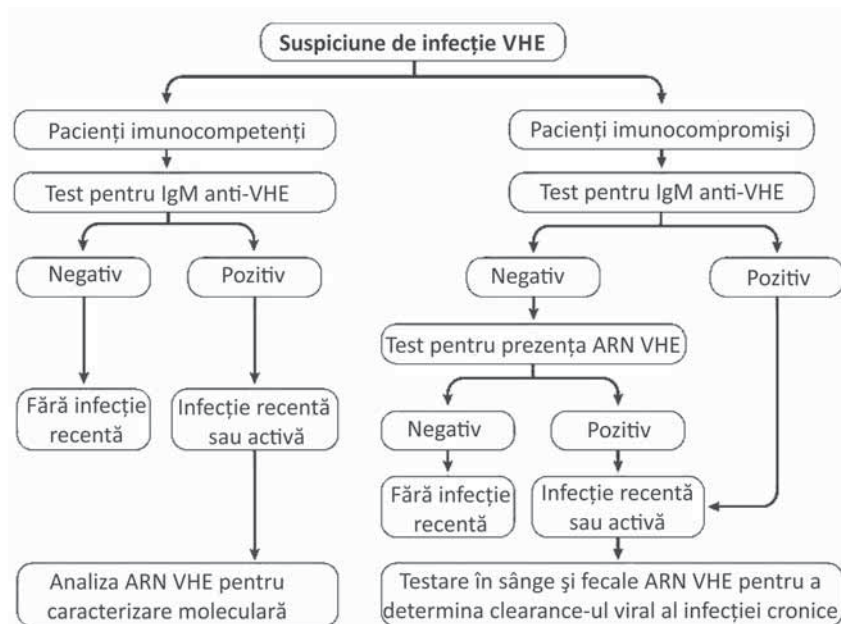 Suspiciune de infecție VHE
Pacienți imunocompetenți
Test pentru IgM anti-VHE
Negativ
Pozitiv
Fără infecție
recentă
Infecție recentă
sau activă
Analiza ARN VHE pentru
caracterizare moleculară
Pacienți imunocompromiși
Test pentru IgM anti-VHE
Negativ
Pozitiv
Test pentru prezența ARN VHE
Negativ
Pozitiv
Fără infecție
recentă
Infecție recentă
sau activă
Testare în sânge și fecale ARN VHE pentru a
determina clearance-ul viral al infecției cronice